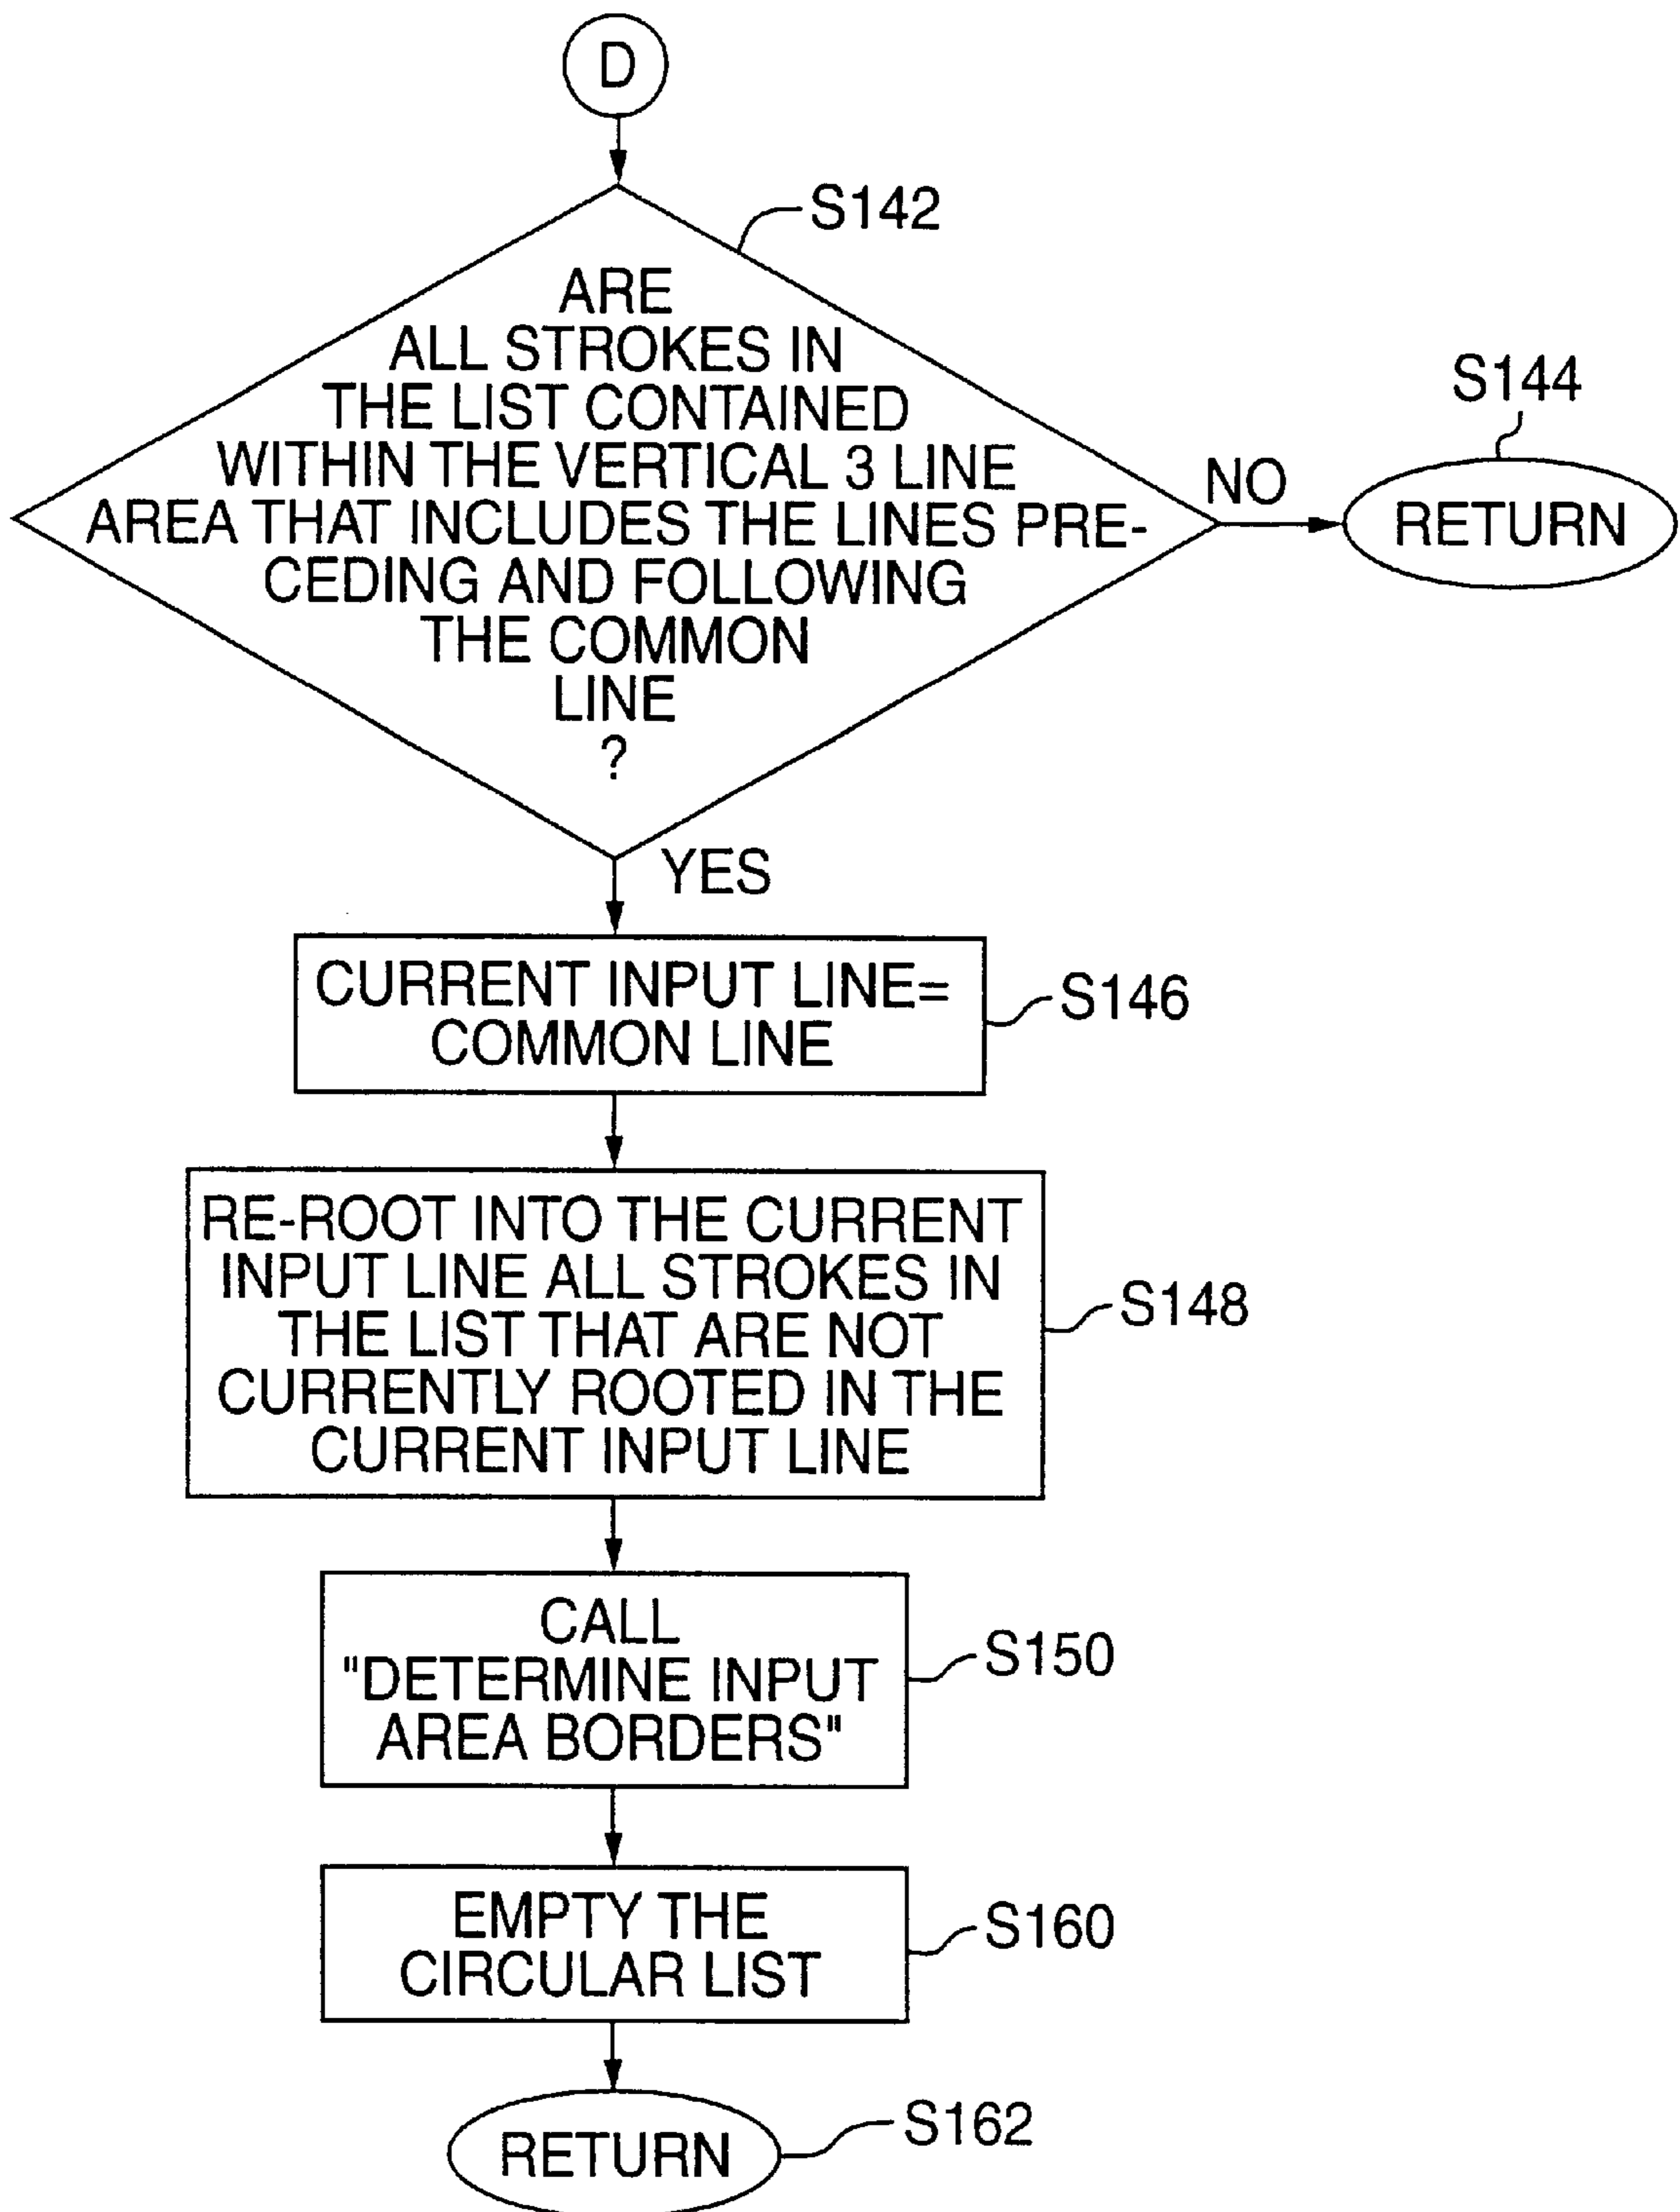 D
S142
ARE
ALL STROKES IN
THE LIST CONTAINED
WITHIN THE VERTICAL 3 LINE
AREA THAT INCLUDES THE LINES PRE-
CEDING AND FOLLOWING
THE COMMON
LINE
?
NO
S144
RETURN
YES
CURRENT INPUT LINE=
COMMON LINE
S146
RE-ROOT INTO THE CURRENT
INPUT LINE ALL STROKES IN
THE LIST THAT ARE NOT
CURRENTLY ROOTED IN THE
CURRENT INPUT LINE
S148
CALL
"DETERMINE INPUT
AREA BORDERS"
S150
EMPTY THE
CIRCULAR LIST
S160
RETURN
S162